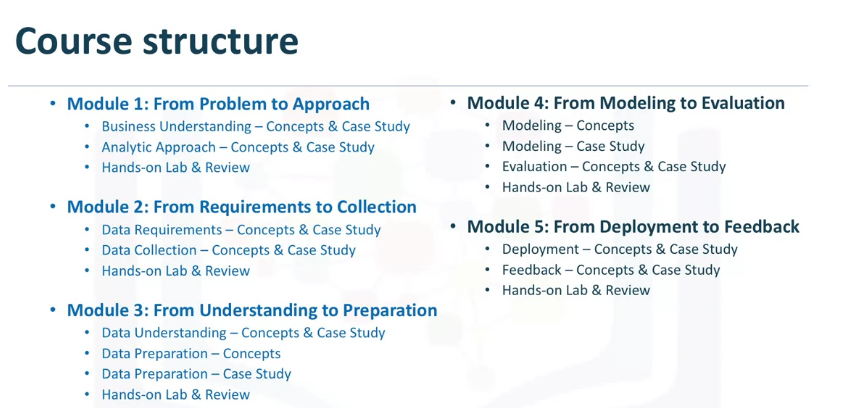 Course structure
• Module 1: From Problem to Approach
• Business Understanding – Concepts & Case Study
• Analytic Approach – Concepts & Case Study
• Hands-on Lab & Review
• Module 2: From Requirements to Collection
• Data Requirements – Concepts & Case Study
• Data Collection – Concepts & Case Study
• Hands-on Lab & Review
• Module 3: From Understanding to Preparation
• Data Understanding – Concepts & Case Study
• Data Preparation – Concepts
• Data Preparation – Case Study
• Hands-on Lab & Review
• Module 4: From Modeling to Evaluation
• Modeling – Concepts
• Modeling – Case Study
• Evaluation – Concepts & Case Study
• Hands-on Lab & Review
• Module 5: From Deployment to Feedback
• Deployment – Concepts & Case Study
• Feedback – Concepts & Case Study
• Hands-on Lab & Review